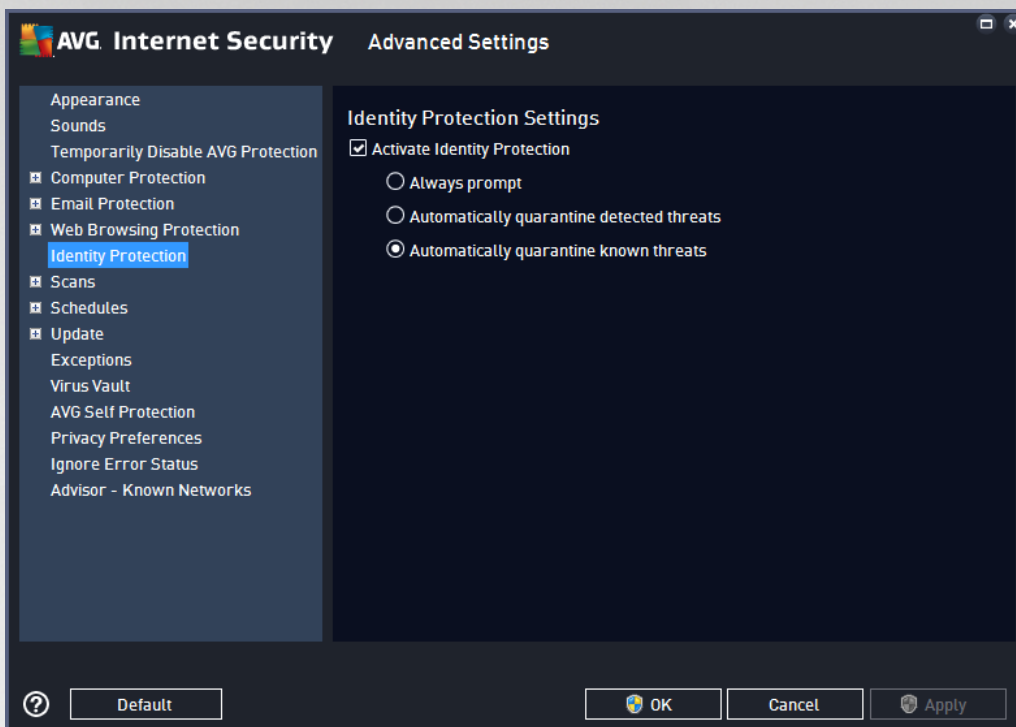 AVG. Internet Security Advanced Settings
Appearance
Sounds
Temporarily Disable AVG Protection
Computer Protection
Email Protection
Web Browsing Protection
Identity Protection
Scans
Schedules
Update
Exceptions
Virus Vault
AVG Self Protection
Privacy Preferences
Ignore Error Status
Advisor - Known Networks
Identity Protection Settings
Activate Identity Protection
Always prompt
Automatically quarantine detected threats
Automatically quarantine known threats
? Default OK Cancel Apply